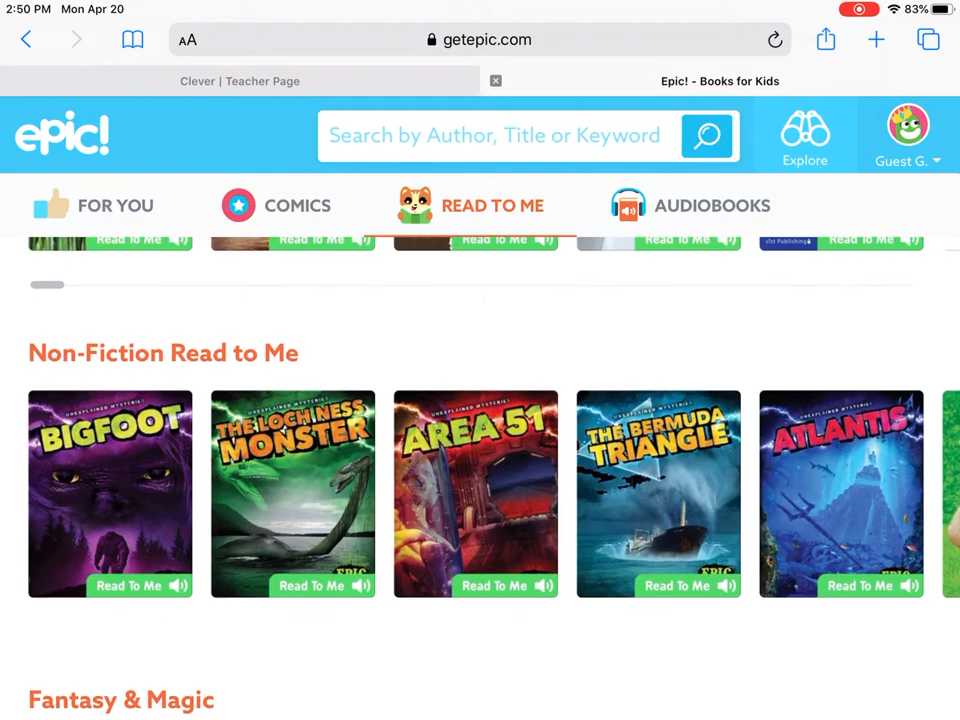 2:50 PM Mon Apr 20
83%
AA
getepic.com
Clever | Teacher Page
Epic! - Books for Kids
epic!
Search by Author, Title or Keyword
Explore
Guest G.
FOR YOU
COMICS
READ TO ME
AUDIOBOOKS
Read To Me
Read To Me
Read To Me
Read To Me
Read To Me
Non-Fiction Read to Me
UNEXPLAINED MYSTERIES
BIGFOOT
Read To Me
UNEXPLAINED MYSTERIES
THE LOCH NESS
MONSTER
EPIC
Read To Me
UNEXPLAINED MYSTERIES
AREA 51
Read To Me
UNEXPLAINED MYSTERIES
THE BERMUDA
TRIANGLE
EPIC
Read To Me
UNEXPLAINED MYSTERIES
ATLANTIS
EPIC
Read To Me
Fantasy & Magic